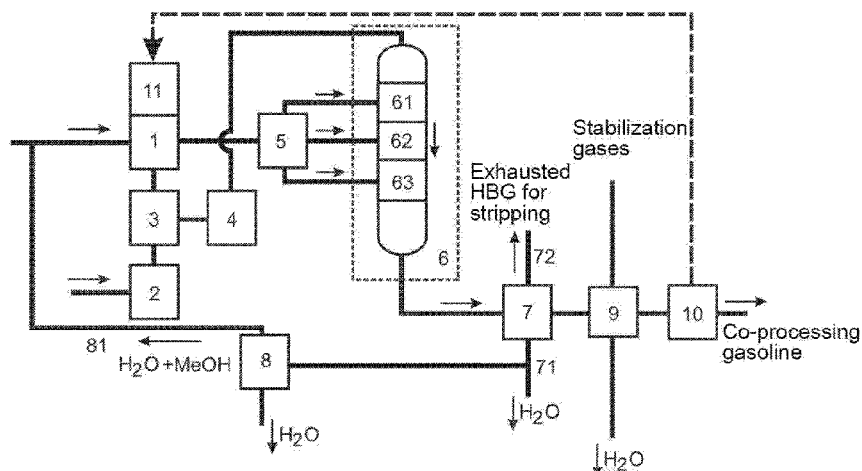 11
1
5
61
62
63
3
4
2
6
Stabilization
gases
Exhausted
HBG for
stripping
72
7
9
10
Co-processing
gasoline
81
H₂O +MeOH
8
71
H₂O
H₂O
H₂O